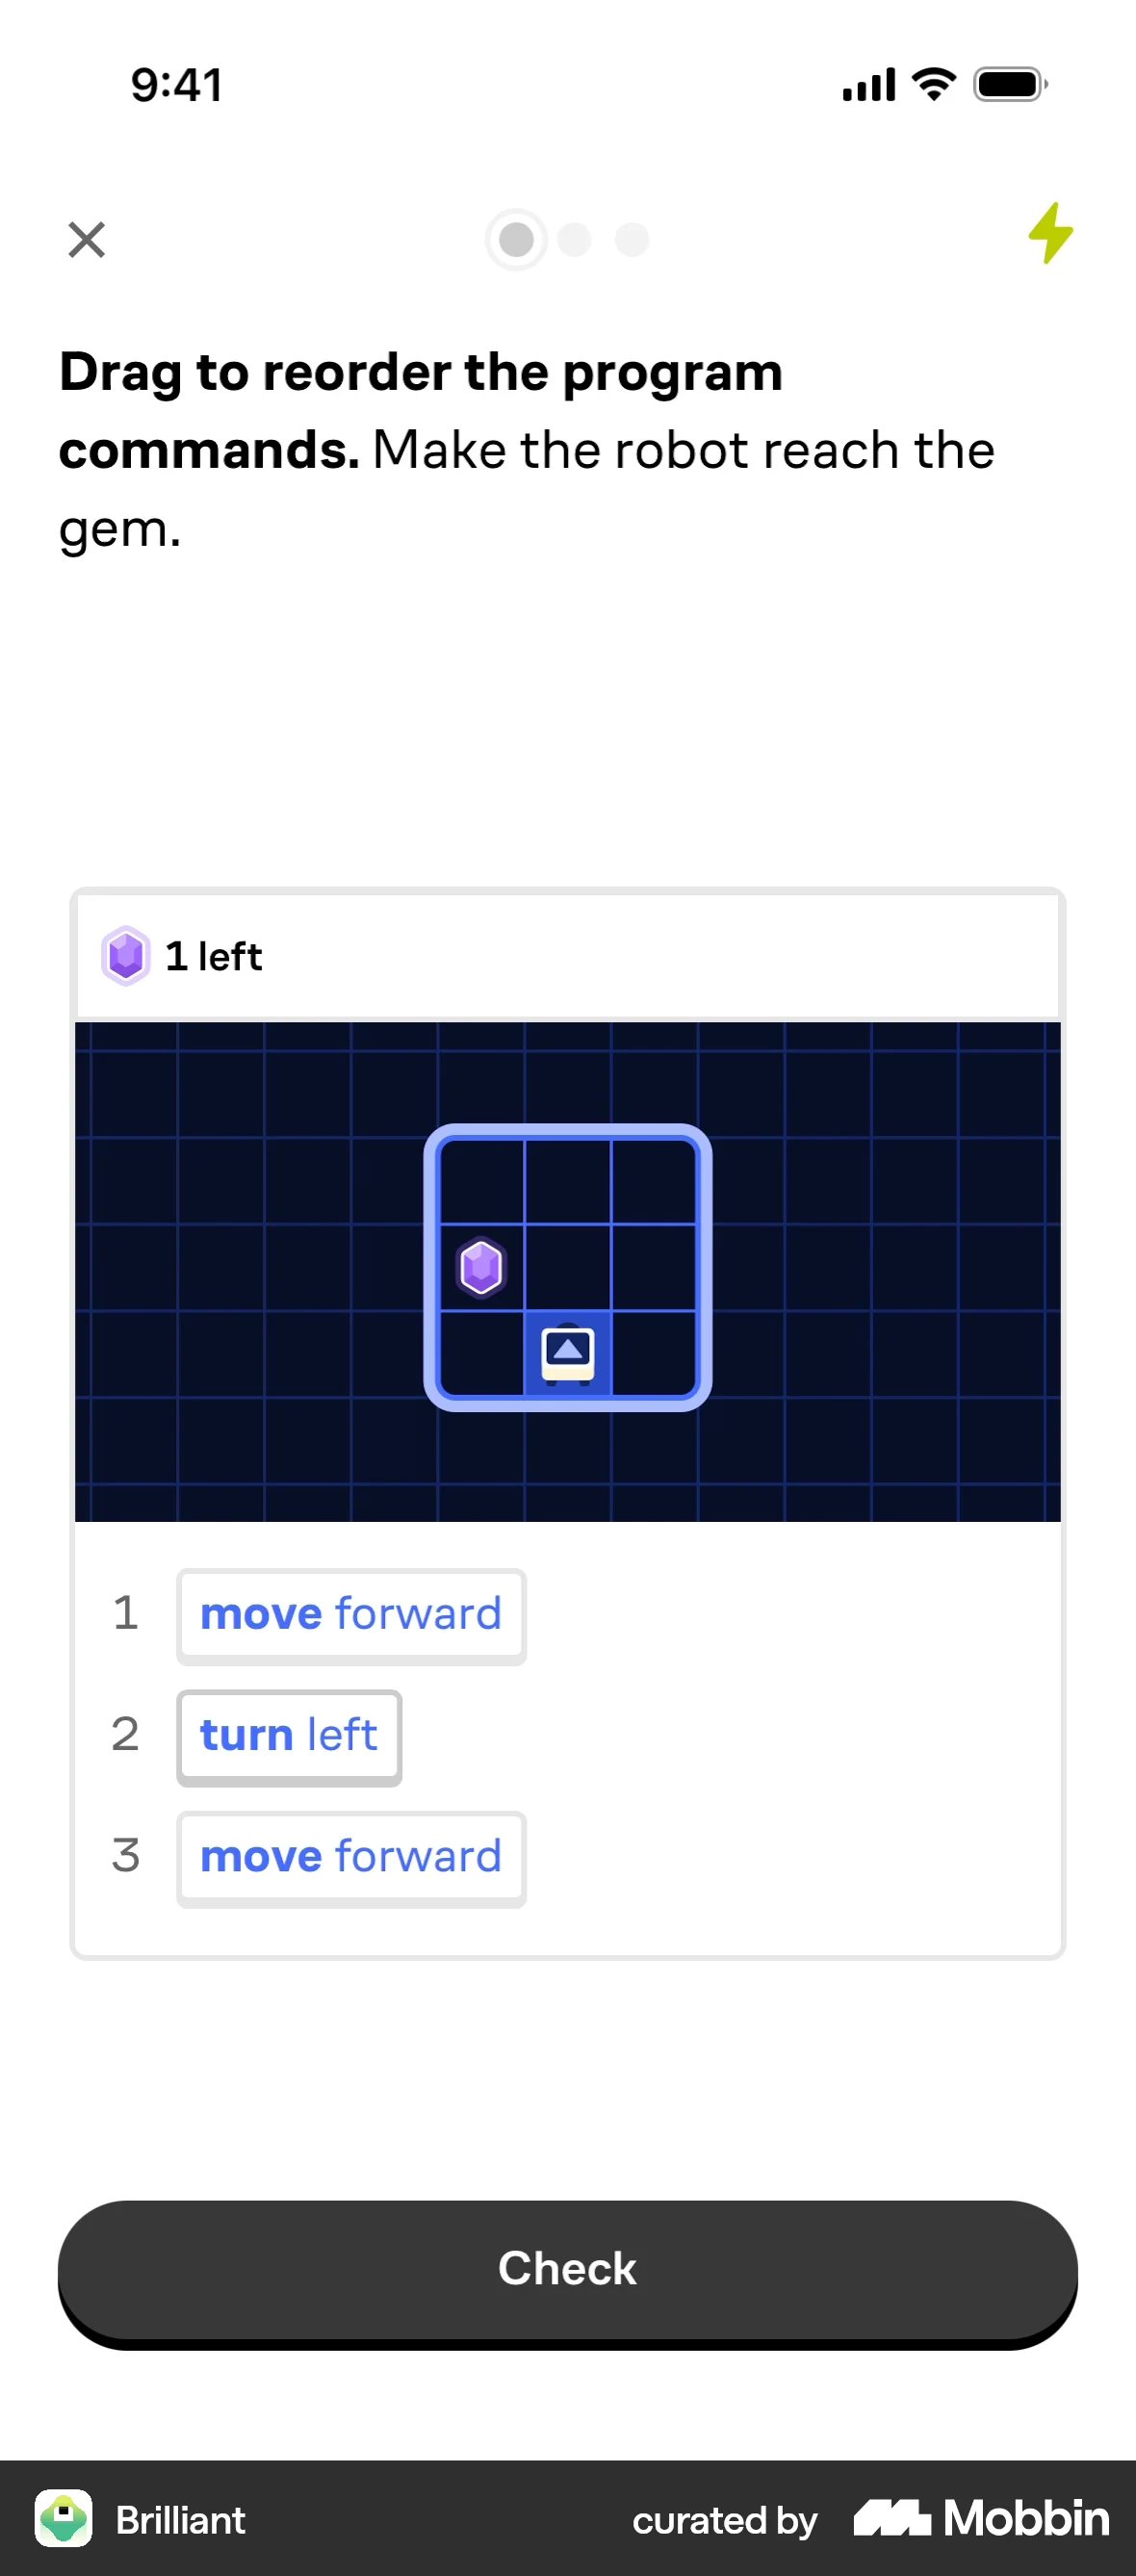 9:41
Drag to reorder the program
commands. Make the robot reach the
gem.
1 left
1 move forward
2 turn left
3 move forward
Check
Brilliant
curated by Mobbin